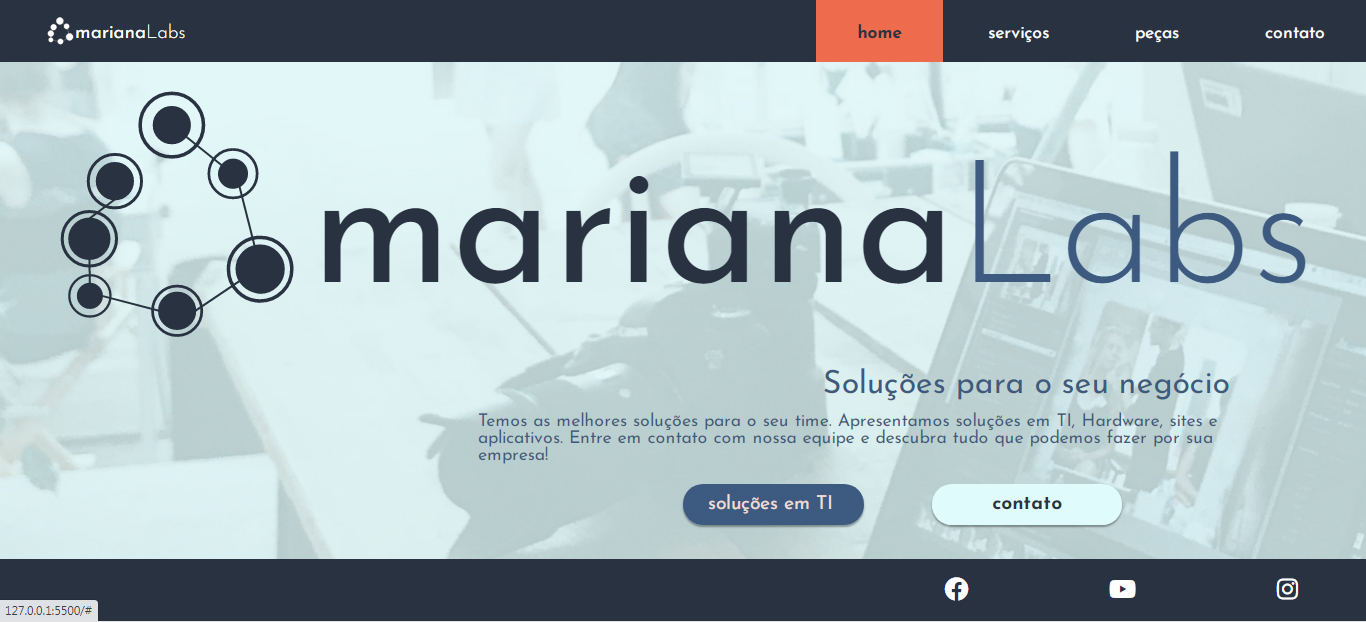 marianaLabs
home
serviços
peças
contato
marianaLabs
Soluções para o seu negócio
Temos as melhores soluções para o seu time. Apresentamos soluções em TI, Hardware, sites e
aplicativos. Entre em contato com nossa equipe e descubra tudo que podemos fazer por sua
empresa!
soluções em TI
contato
127.0.0.1:5500/#